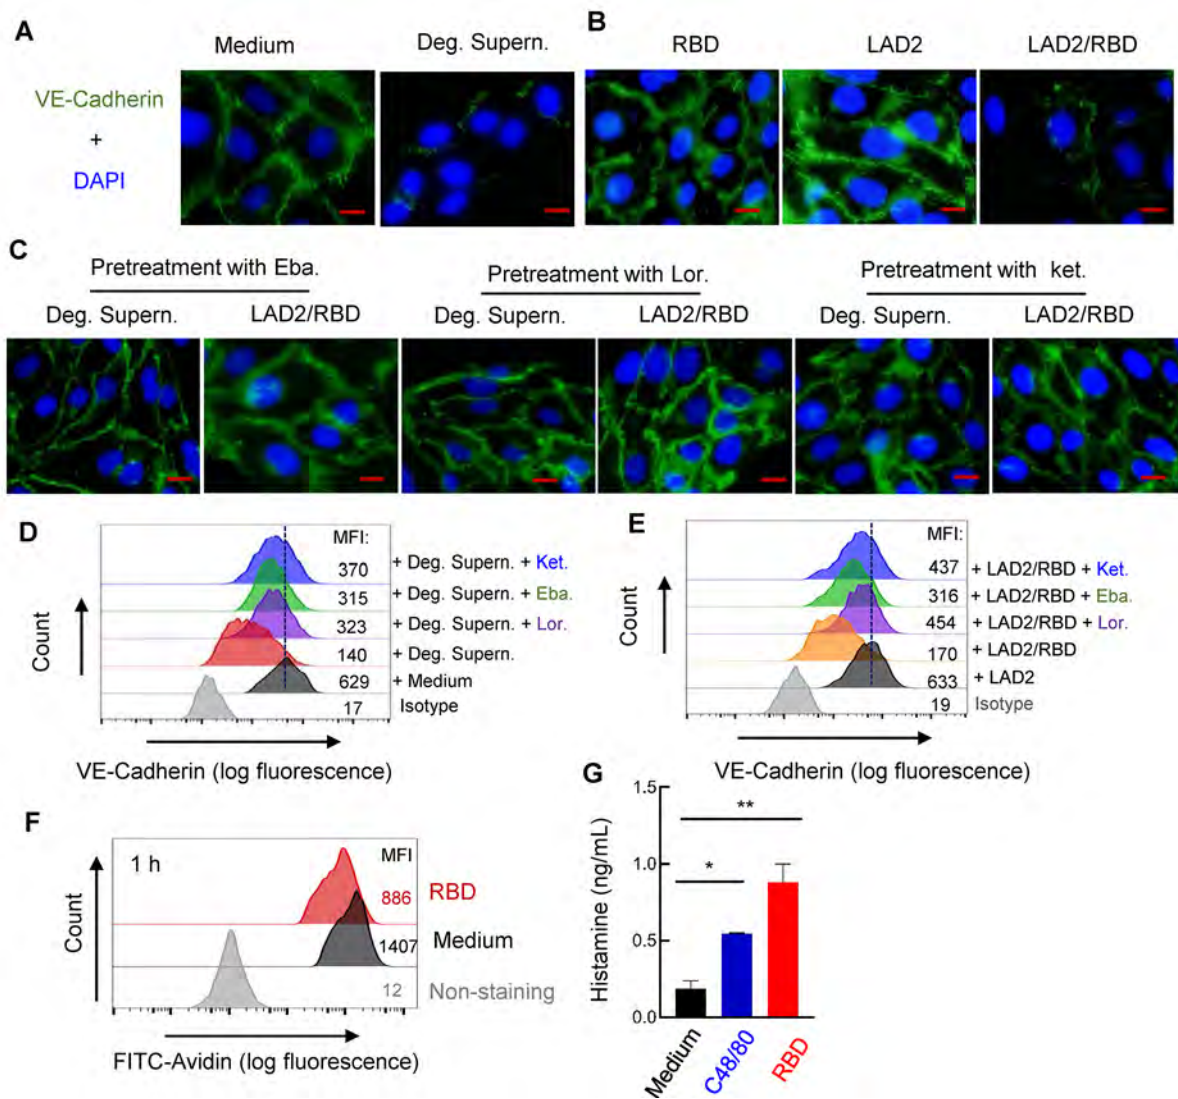 A
Medium
Deg. Supern.
VE-Cadherin
+
DAPI
B
RBD
LAD2
LAD2/RBD
C
Pretreatment with Eba.
Pretreatment with Lor.
Pretreatment with ket.
Deg. Supern.
LAD2/RBD
Deg. Supern.
LAD2/RBD
Deg. Supern.
LAD2/RBD
D
Count
MFI:
370 + Deg. Supern. + Ket.
315 + Deg. Supern. + Eba.
323 + Deg. Supern. + Lor.
140 + Deg. Supern.
629 + Medium
17 Isotype
VE-Cadherin (log fluorescence)
E
Count
MFI:
437 + LAD2/RBD + Ket.
316 + LAD2/RBD + Eba.
454 + LAD2/RBD + Lor.
170 + LAD2/RBD
633 + LAD2
19 Isotype
VE-Cadherin (log fluorescence)
F
Count
1 h
MFI
886 RBD
1407 Medium
12 Non-staining
FITC-Avidin (log fluorescence)
G
Histamine (ng/mL)
1.5
1.0
0.5
0.0
**
*
Medium
C48/80
RBD